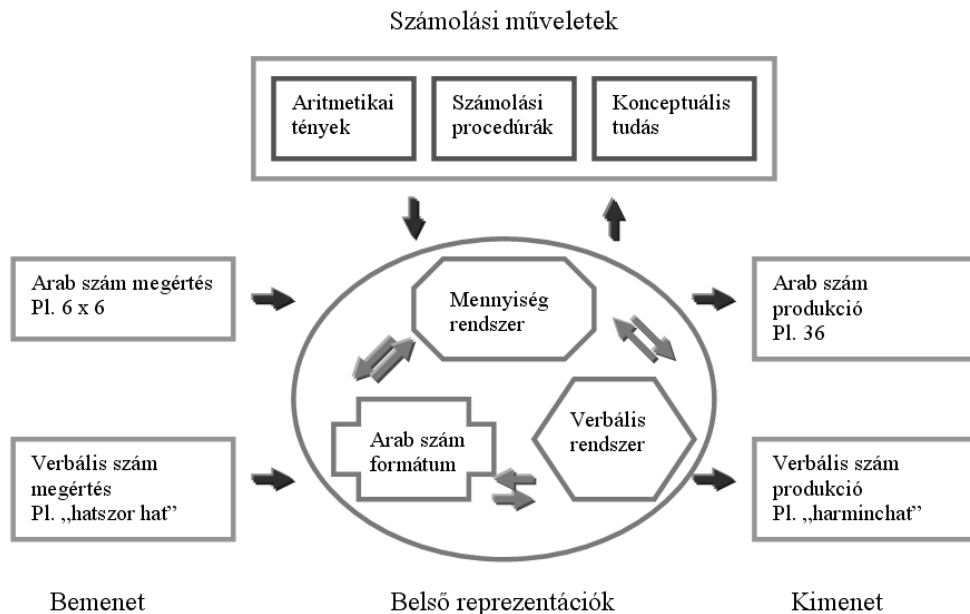 Számolási műveletek
Aritmetikai
tények
Számolási
procedúrák
Konceptuális
tudás
Arab szám megértés
Pl. 6 x 6
Mennyiség
rendszer
Arab szám
produkció
Pl. 36
Verbális szám
megértés
Pl. „hatszor hat”
Arab szám
formátum
Verbális
rendszer
Verbális szám
produkció
Pl. „harminchat”
Bemenet
Belső reprezentációk
Kimenet